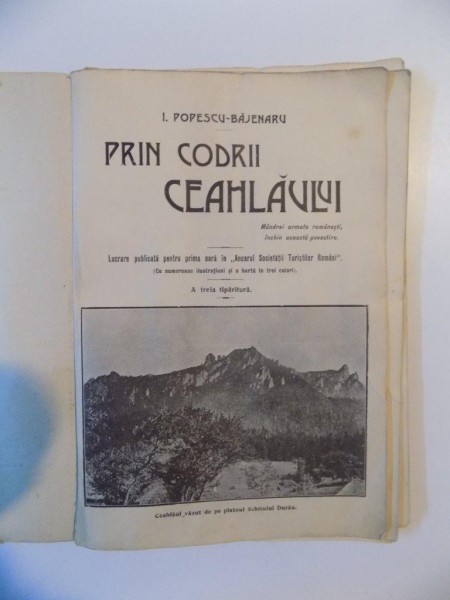 I. POPESCU-BĂJENARU
PRIN CODRII
CEAHLĂULUI
Mândrei armate românești,
închin această povestire.
Lucrare publicată pentru prima oară în „Anuarul Societății Turiștilor Români".
(Cu numeroase ilustrațiuni și o hartă în trei culori).
A treia tipăritură.
Ceahlăul văzut de pe platoul Schitului Durău.